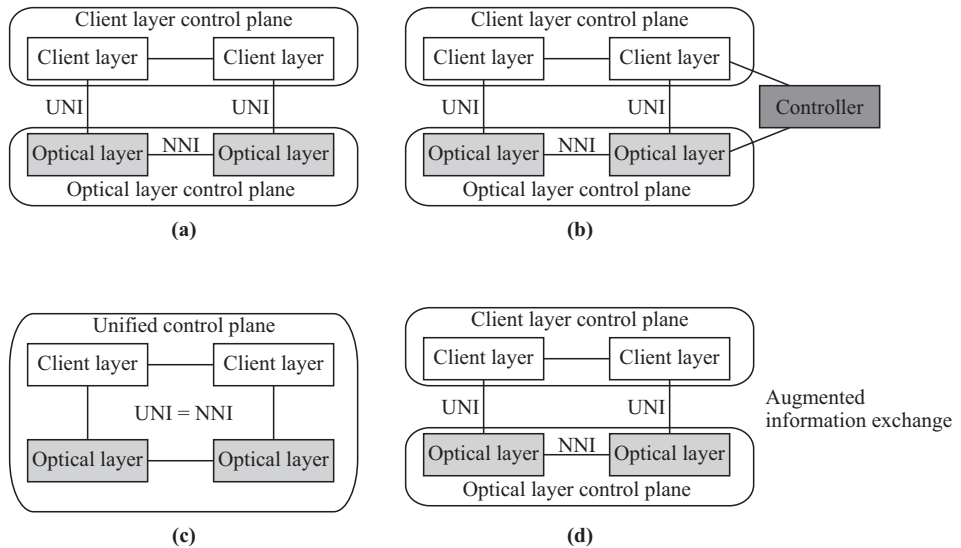 Client layer control plane
Client layer
Client layer
UNI
UNI
Optical layer
NNI
Optical layer
Optical layer control plane
(a)
Client layer control plane
Client layer
Client layer
UNI
UNI
Controller
Optical layer
NNI
Optical layer
Optical layer control plane
(b)
Unified control plane
Client layer
Client layer
UNI = NNI
Optical layer
Optical layer
(c)
Client layer control plane
Client layer
Client layer
UNI
UNI
Augmented
information exchange
Optical layer
NNI
Optical layer
Optical layer control plane
(d)